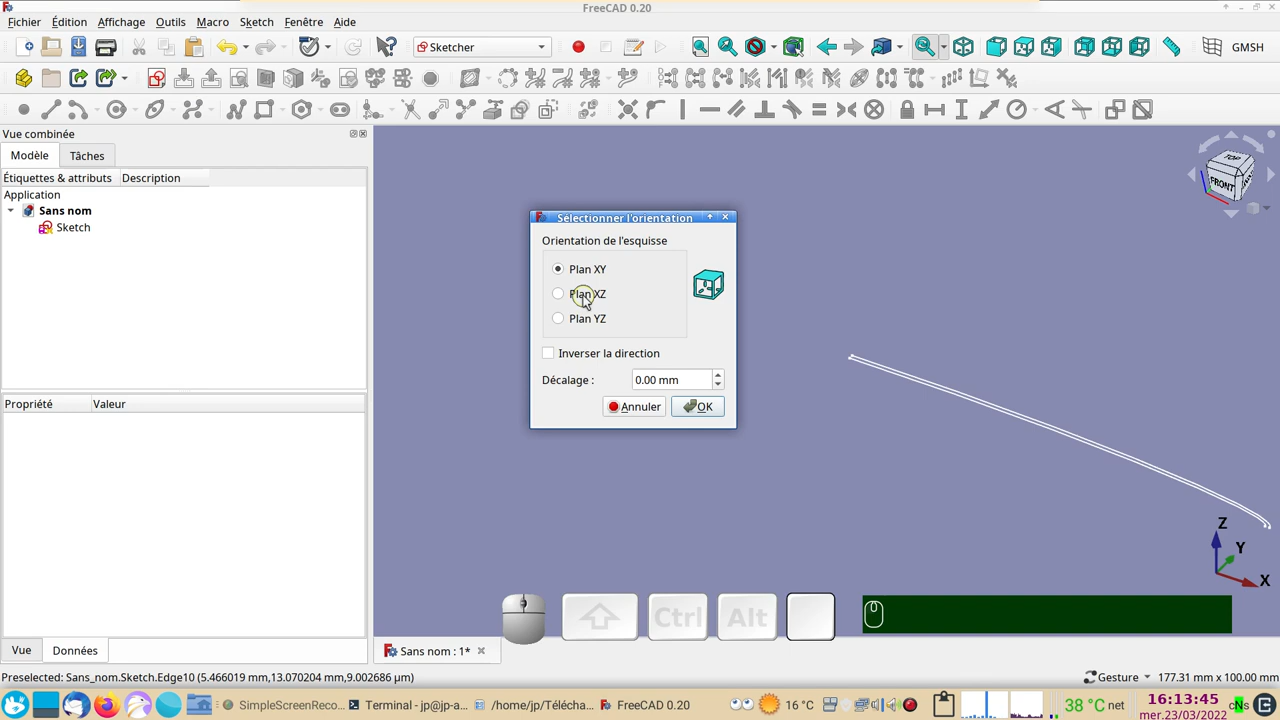 FreeCAD 0.20
Fichier Édition Affichage Outils Macro Sketch Fenêtre Aide
Sketcher
GMSH
Vue combinée
Modèle Tâches
Étiquettes & attributs Description
Application
Sans nom
Sketch
Propriété Valeur
Vue Données
Sélectionner l'orientation
Orientation de l'esquisse
Plan XY
Plan XZ
Plan YZ
Inverser la direction
Décalage : 0.00 mm
Annuler OK
TOP
FRONT
Z
Y
X
Ctrl Alt
Sans nom : 1*
Preselected: Sans_nom.Sketch.Edge10 (5.466019 mm,13.070204 mm,9.002686 µm)
Gesture 177.31 mm x 100.00 mm
SimpleScreenReco... Terminal - jp@jp-a... /home/jp/Télécha... FreeCAD 0.20 16 °C 38 °C net 16:13:45
mer.23/03/2022